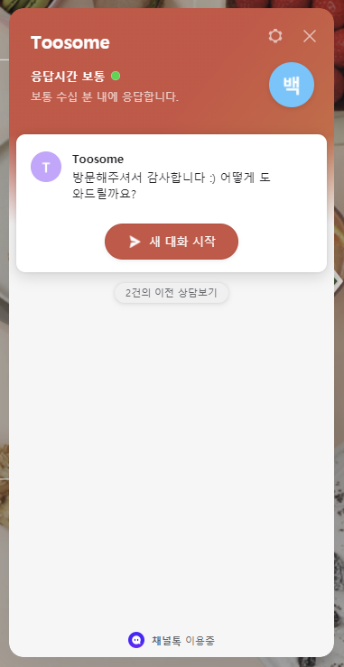 Toosome
응답시간 보통
보통 수십 분 내에 응답합니다.
백
T
Toosome
방문해주셔서 감사합니다 :) 어떻게 도
와드릴까요?
새 대화 시작
2건의 이전 상담보기
채널톡 이용중